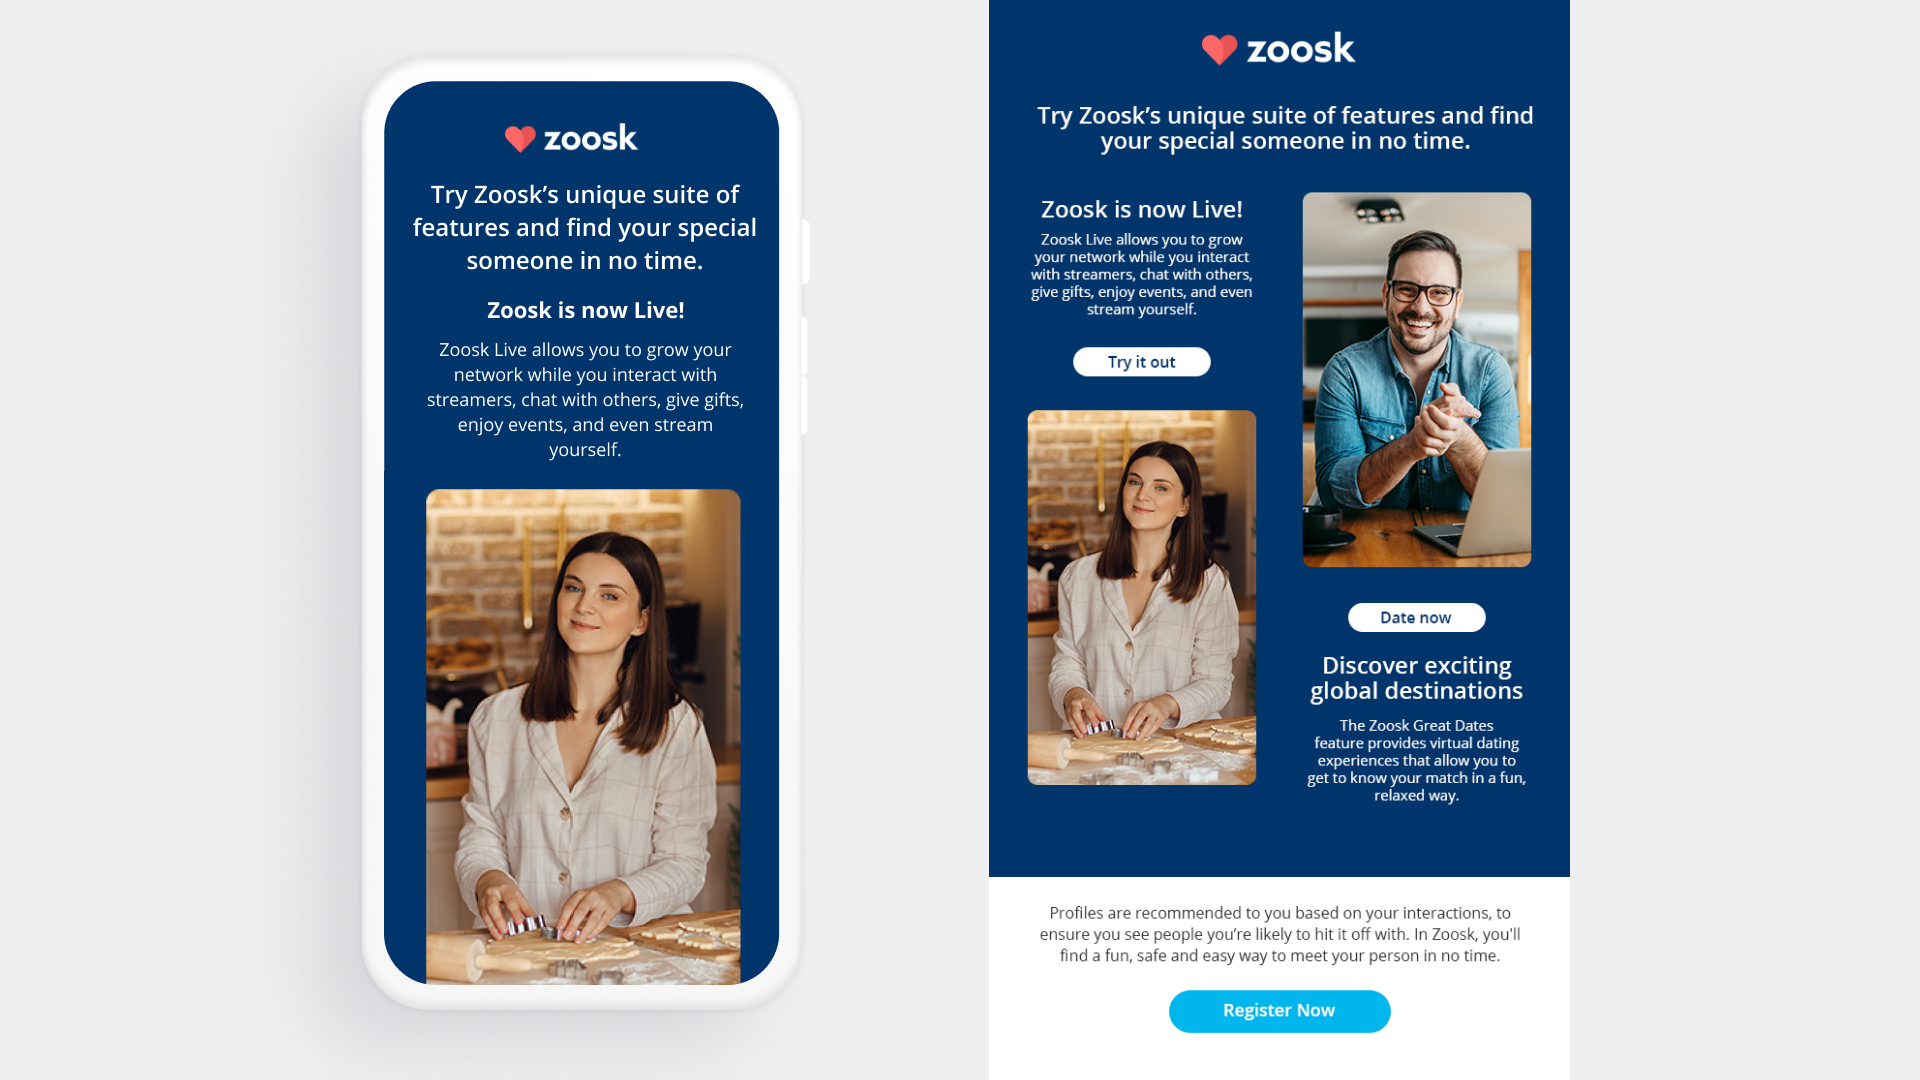 zoosk
Try Zoosk’s unique suite of
features and find your special
someone in no time.
Zoosk is now Live!
Zoosk Live allows you to grow your
network while you interact with
streamers, chat with others, give gifts,
enjoy events, and even stream
yourself.
zoosk
Try Zoosk’s unique suite of features and find
your special someone in no time.
Zoosk is now Live!
Zoosk Live allows you to grow
your network while you interact
with streamers, chat with others,
give gifts, enjoy events, and even
stream yourself.
Try it out
Date now
Discover exciting
global destinations
The Zoosk Great Dates
feature provides virtual dating
experiences that allow you to
get to know your match in a fun,
relaxed way.
Profiles are recommended to you based on your interactions, to
ensure you see people you’re likely to hit it off with. In Zoosk, you'll
find a fun, safe and easy way to meet your person in no time.
Register Now